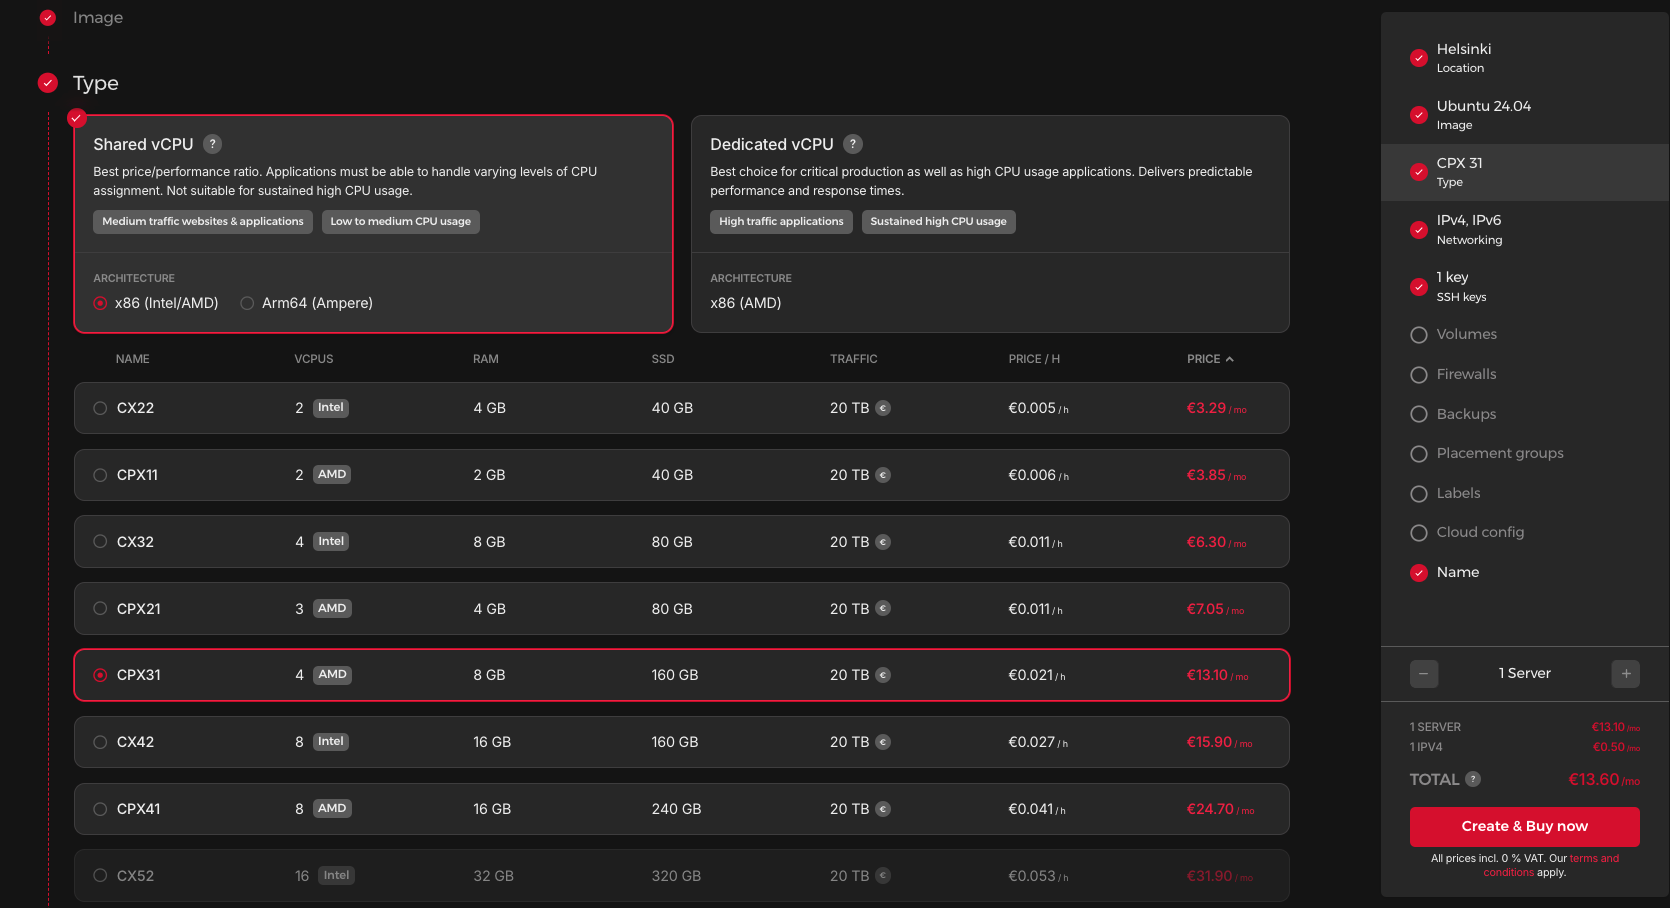 Image
Type
Shared vCPU ?
Best price/performance ratio. Applications must be able to handle varying levels of CPU
assignment. Not suitable for sustained high CPU usage.
Medium traffic websites & applications Low to medium CPU usage
ARCHITECTURE
x86 (Intel/AMD) Arm64 (Ampere)
Dedicated vCPU ?
Best choice for critical production as well as high CPU usage applications. Delivers predictable
performance and response times.
High traffic applications Sustained high CPU usage
ARCHITECTURE
x86 (AMD)
NAME VCPUS RAM SSD TRAFFIC PRICE / H PRICE
CX22 2 Intel 4 GB 40 GB 20 TB € €0.005 / h €3.29 / mo
CPX11 2 AMD 2 GB 40 GB 20 TB € €0.006 / h €3.85 / mo
CX32 4 Intel 8 GB 80 GB 20 TB € €0.011 / h €6.30 / mo
CPX21 3 AMD 4 GB 80 GB 20 TB € €0.011 / h €7.05 / mo
CPX31 4 AMD 8 GB 160 GB 20 TB € €0.021 / h €13.10 / mo
CX42 8 Intel 16 GB 160 GB 20 TB € €0.027 / h €15.90 / mo
CPX41 8 AMD 16 GB 240 GB 20 TB € €0.041 / h €24.70 / mo
CX52 16 Intel 32 GB 320 GB 20 TB € €0.053 / h €31.90 / mo
Helsinki
Location
Ubuntu 24.04
Image
CPX 31
Type
IPv4, IPv6
Networking
1 key
SSH keys
Volumes
Firewalls
Backups
Placement groups
Labels
Cloud config
Name
− 1 Server +
1 SERVER €13.10 /mo
1 IPV4 €0.50 /mo
TOTAL ? €13.60 /mo
Create & Buy now
All prices incl. 0 % VAT. Our terms and
conditions apply.